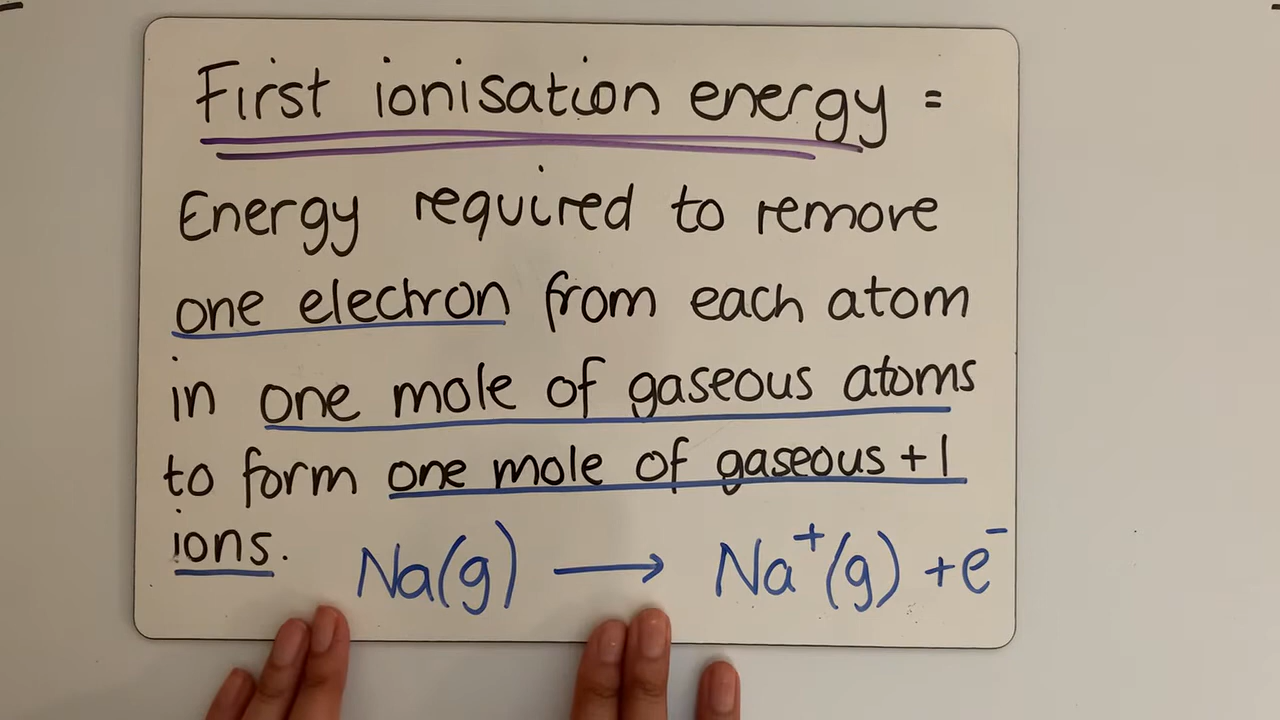 First ionisation energy =
Energy required to remove
one electron from each atom
in one mole of gaseous atoms
to form one mole of gaseous +1
ions. Na(g) ⟶ Na⁺(g) + e⁻